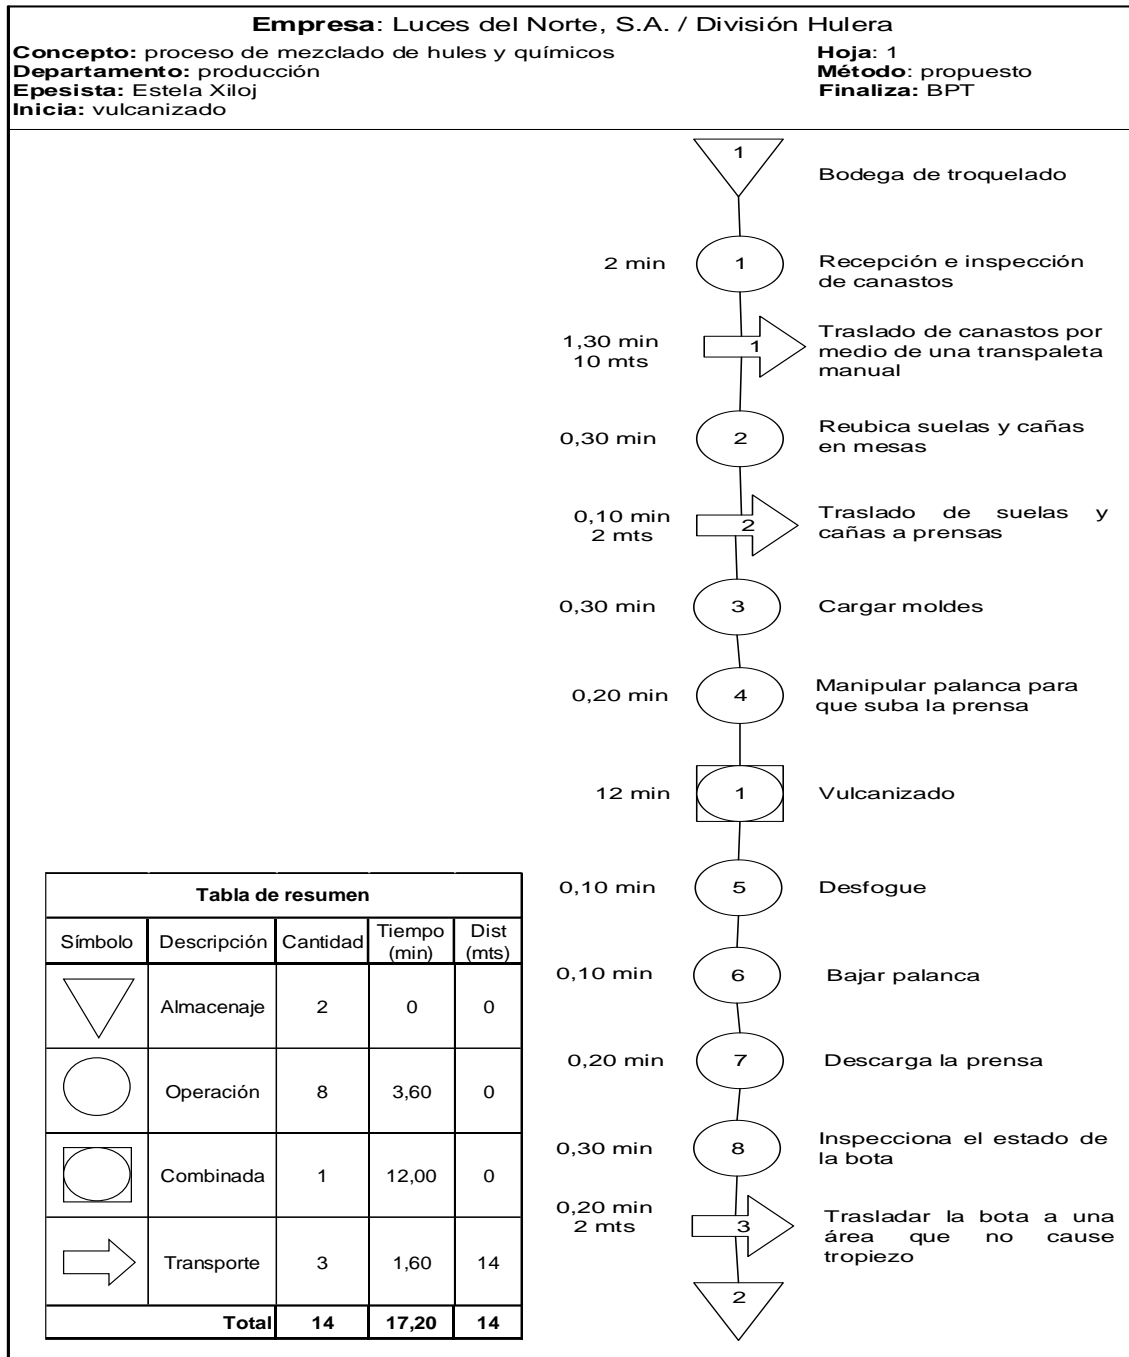 Empresa: Luces del Norte, S.A. / División Hulera
Concepto: proceso de mezclado de hules y químicos
Departamento: producción
Epesista: Estela Xiloj
Inicia: vulcanizado
Hoja: 1
Método: propuesto
Finaliza: BPT
1
Bodega de troquelado
2 min
1
Recepción e inspección
de canastos
1,30 min
10 mts
1
Traslado de canastos por
medio de una transpaleta
manual
0,30 min
2
Reubica suelas y cañas
en mesas
0,10 min
2 mts
2
Traslado de suelas y
cañas a prensas
0,30 min
3
Cargar moldes
0,20 min
4
Manipular palanca para
que suba la prensa
12 min
1
Vulcanizado
0,10 min
5
Desfogue
0,10 min
6
Bajar palanca
0,20 min
7
Descarga la prensa
0,30 min
8
Inspecciona el estado de
la bota
0,20 min
2 mts
3
Trasladar la bota a una
área que no cause
tropiezo
2
Tabla de resumen
Símbolo Descripción Cantidad Tiempo (min) Dist (mts)
Almacenaje 2 0 0
Operación 8 3,60 0
Combinada 1 12,00 0
Transporte 3 1,60 14
Total 14 17,20 14